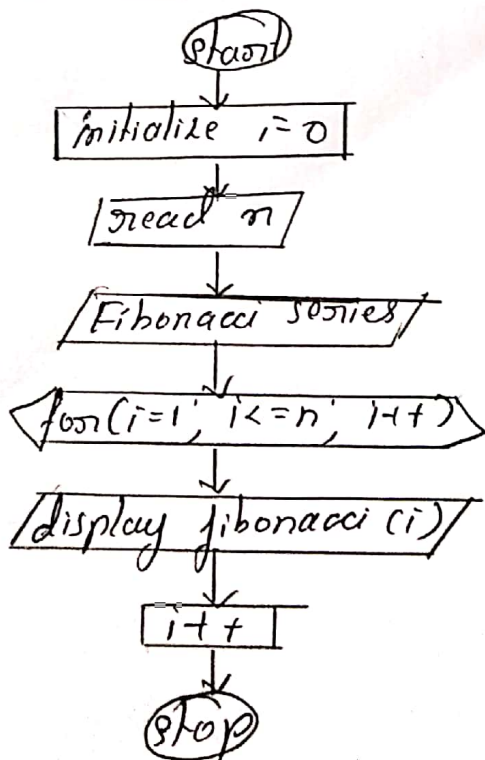 start
initialize i=0
read n
Fibonacci series
for(i=1; i<=n; i++)
display fibonacci (i)
i++
stop